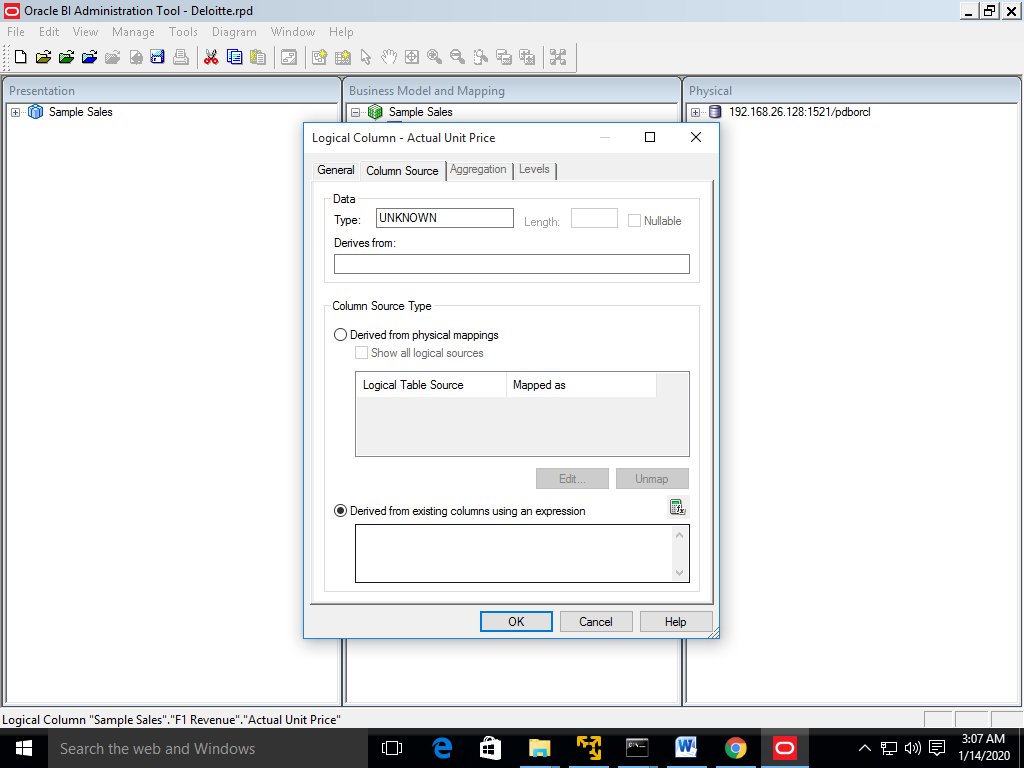 Oracle BI Administration Tool - Deloitte.rpd
File Edit View Manage Tools Diagram Window Help
Presentation
Business Model and Mapping
Physical
Sample Sales
Sample Sales
192.168.26.128:1521/pdborcl
Logical Column - Actual Unit Price
General Column Source Aggregation Levels
Data
Type: UNKNOWN Length: Nullable
Derives from:
Column Source Type
Derived from physical mappings
Show all logical sources
Logical Table Source Mapped as
Edit... Unmap
Derived from existing columns using an expression
OK Cancel Help
Logical Column "Sample Sales"."F1 Revenue"."Actual Unit Price"
Search the web and Windows
3:07 AM
1/14/2020